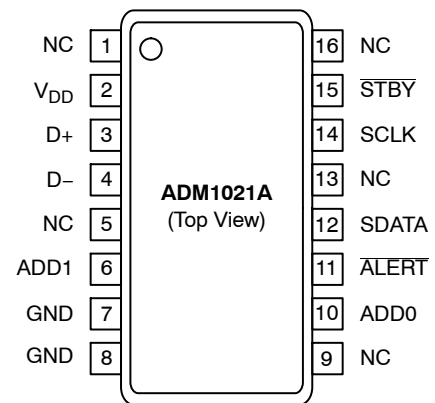 NC 1 16 NC
VDD 2 15 STBY
D+ 3 14 SCLK
D− 4 13 NC
ADM1021A
(Top View)
NC 5 12 SDATA
ADD1 6 11 ALERT
GND 7 10 ADD0
GND 8 9 NC